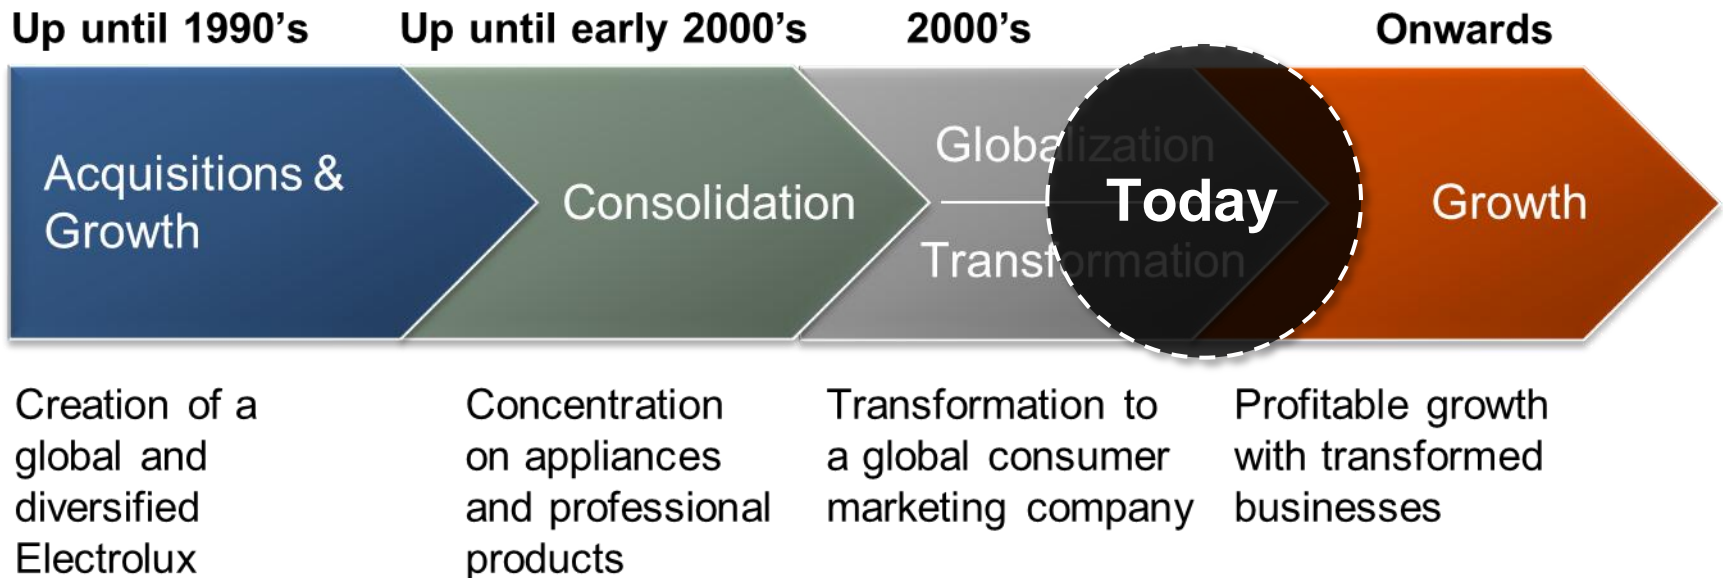 Up until 1990's
Up until early 2000's
2000's
Onwards
Acquisitions &
Growth
Consolidation
Globalization
Transformation
Today
Growth
Creation of a
global and
diversified
Electrolux
Concentration
on appliances
and professional
products
Transformation to
a global consumer
marketing company
Profitable growth
with transformed
businesses